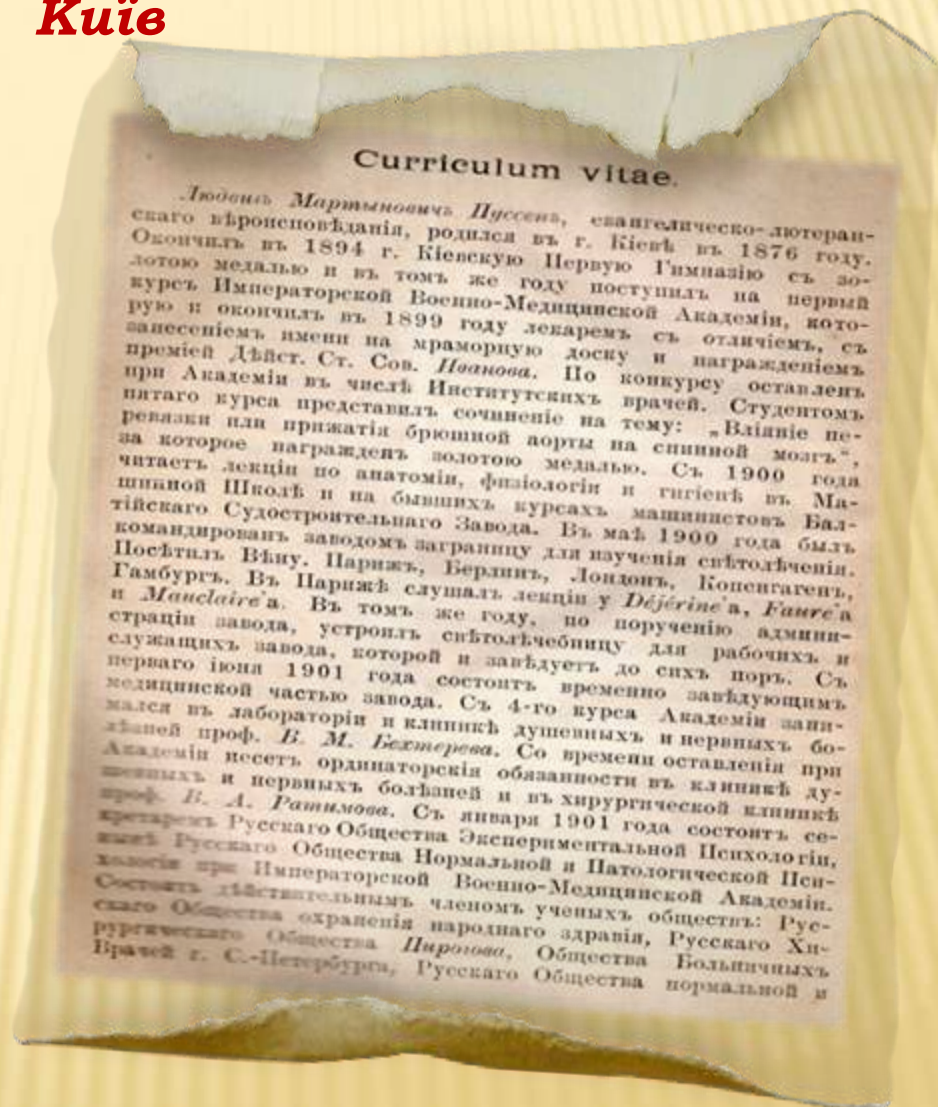 Київ
Curriculum vitae.
Людвигъ Мартыновичъ Пуссепъ, евангелическо-лютеран-
скаго вѣроисповѣданія, родился въ г. Кіевѣ въ 1876 году.
Окончилъ въ 1894 г. Кіевскую Первую Гимназію съ зо-
лотою медалью и въ томъ же году поступилъ на первый
курсъ Императорской Военно-Медицинской Академіи, кото-
рую и окончилъ въ 1899 году лекаремъ съ отличіемъ, съ
занесеніемъ имени на мраморную доску и награжденіемъ
преміей Дѣйст. Ст. Сов. Иванова. По конкурсу оставленъ
при Академіи въ числѣ Институтскихъ врачей. Студентомъ
пятаго курса представилъ сочиненіе на тему: „Вліяніе пе-
ревязки или прижатія брюшной аорты на спинной мозгъ“,
за которое награжденъ золотою медалью. Съ 1900 года
читаетъ лекціи по анатоміи, физіологіи и гигіенѣ въ Ма-
шинной Школѣ и на бывшихъ курсахъ машинистовъ Бал-
тійскаго Судостроительнаго Завода. Въ маѣ 1900 года былъ
командированъ заводомъ заграницу для изученія свѣтолѣченія.
Посѣтилъ Вѣну, Парижъ, Берлинъ, Лондонъ, Копенгагенъ,
Гамбургъ. Въ Парижѣ слушалъ лекціи у Déjérine'a, Faure'a
и Mauclaire'a. Въ томъ же году, по порученію админи-
страціи завода, устроилъ свѣтолѣчебницу для рабочихъ и
служащихъ завода, которой и завѣдуетъ до сихъ поръ. Съ
перваго іюня 1901 года состоитъ временно завѣдующимъ
медицинской частью завода. Съ 4-го курса Академіи зани-
мался въ лабораторіи и клиникѣ душевныхъ и нервныхъ бо-
лѣзней проф. В. М. Бехтерева. Со времени оставленія при
Академіи несетъ ординаторскія обязанности въ клиникѣ ду-
шевныхъ и нервныхъ болѣзней и въ хирургической клиникѣ
проф. В. А. Ратимова. Съ января 1901 года состоитъ се-
кретаремъ Русскаго Общества Экспериментальной Психологіи,
нынѣ Русскаго Общества Нормальной и Патологической Пси-
хологіи при Императорской Военно-Медицинской Академіи.
Состоитъ дѣйствительнымъ членомъ ученыхъ обществъ: Рус-
скаго Общества охраненія народнаго здравія, Русскаго Хи-
рургическаго Общества Пирогова, Общества Больничныхъ
Врачей г. С.-Петербурга, Русскаго Общества нормальной и